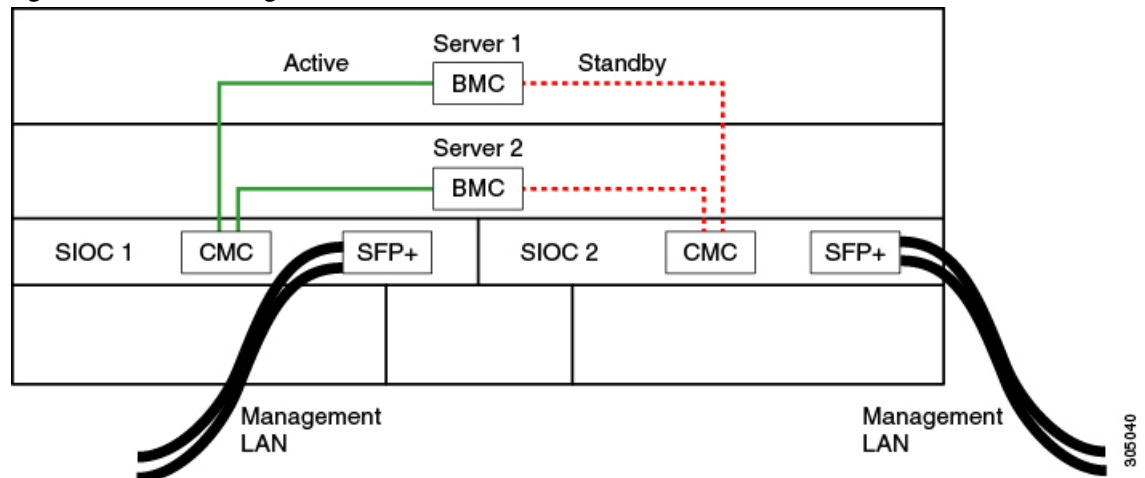 Server 1
Active
BMC
Standby
Server 2
BMC
SIOC 1
CMC
SFP+
SIOC 2
CMC
SFP+
Management
LAN
Management
LAN
305040